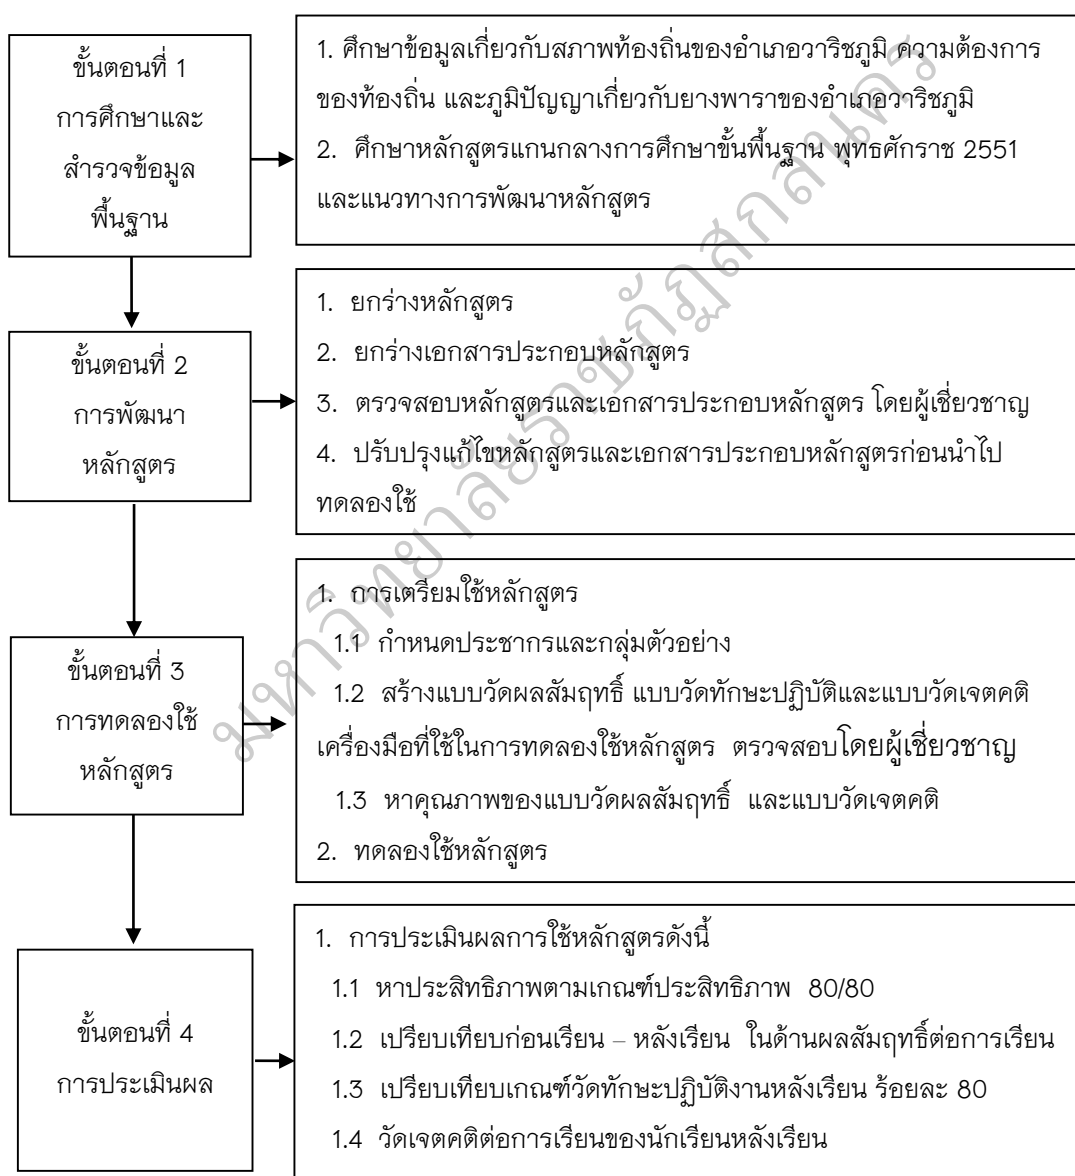 ขั้นตอนที่ 1
การศึกษาและ
สำรวจข้อมูล
พื้นฐาน
1. ศึกษาข้อมูลเกี่ยวกับสภาพท้องถิ่นของอำเภอวาริชภูมิ ความต้องการ
ของท้องถิ่น และภูมิปัญญาเกี่ยวกับยางพาราของอำเภอวาริชภูมิ
2. ศึกษาหลักสูตรแกนกลางการศึกษาขั้นพื้นฐาน พุทธศักราช 2551
และแนวทางการพัฒนาหลักสูตร
ขั้นตอนที่ 2
การพัฒนา
หลักสูตร
1. ยกร่างหลักสูตร
2. ยกร่างเอกสารประกอบหลักสูตร
3. ตรวจสอบหลักสูตรและเอกสารประกอบหลักสูตร โดยผู้เชี่ยวชาญ
4. ปรับปรุงแก้ไขหลักสูตรและเอกสารประกอบหลักสูตรก่อนนำไป
ทดลองใช้
ขั้นตอนที่ 3
การทดลองใช้
หลักสูตร
1. การเตรียมใช้หลักสูตร
1.1 กำหนดประชากรและกลุ่มตัวอย่าง
1.2 สร้างแบบวัดผลสัมฤทธิ์ แบบวัดทักษะปฏิบัติและแบบวัดเจตคติ
เครื่องมือที่ใช้ในการทดลองใช้หลักสูตร ตรวจสอบโดยผู้เชี่ยวชาญ
1.3 หาคุณภาพของแบบวัดผลสัมฤทธิ์ และแบบวัดเจตคติ
2. ทดลองใช้หลักสูตร
ขั้นตอนที่ 4
การประเมินผล
1. การประเมินผลการใช้หลักสูตรดังนี้
1.1 หาประสิทธิภาพตามเกณฑ์ประสิทธิภาพ 80/80
1.2 เปรียบเทียบก่อนเรียน – หลังเรียน ในด้านผลสัมฤทธิ์ต่อการเรียน
1.3 เปรียบเทียบเกณฑ์วัดทักษะปฏิบัติงานหลังเรียน ร้อยละ 80
1.4 วัดเจตคติต่อการเรียนของนักเรียนหลังเรียน
มหาวิทยาลัยราชภัฏสกลนคร